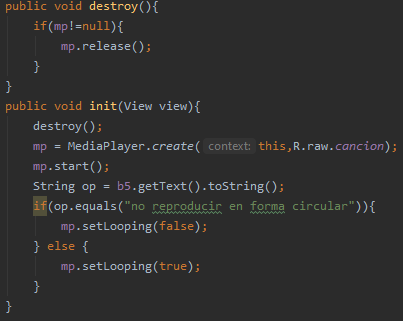 public void destroy(){
if(mp!=null){
mp.release();
}
}
public void init(View view){
destroy();
mp = MediaPlayer.create( context: this,R.raw.cancion);
mp.start();
String op = b5.getText().toString();
if(op.equals("no reproducir en forma circular")){
mp.setLooping(false);
} else {
mp.setLooping(true);
}
}